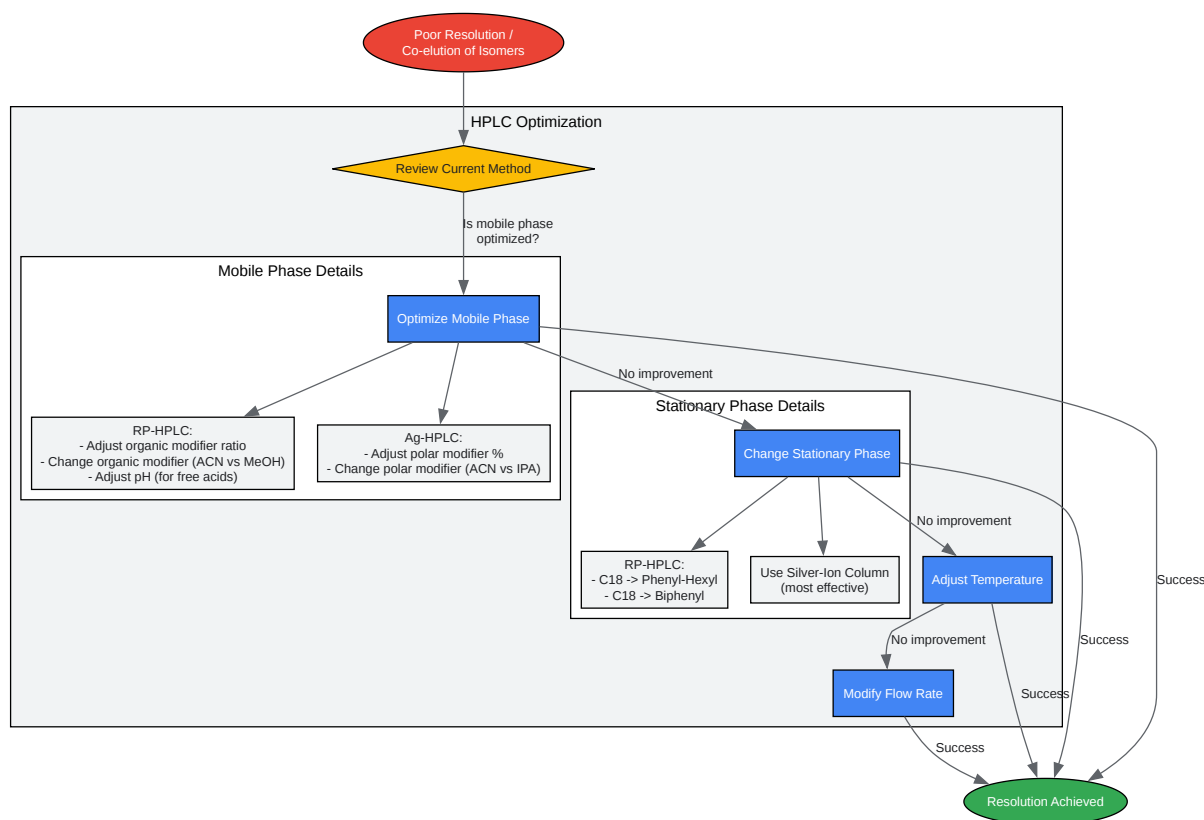 Poor Resolution /
Co-elution of Isomers
HPLC Optimization
Review Current Method
Is mobile phase
optimized?
Mobile Phase Details
Optimize Mobile Phase
No improvement
RP-HPLC:
- Adjust organic modifier ratio
- Change organic modifier (ACN vs MeOH)
- Adjust pH (for free acids)
Ag-HPLC:
- Adjust polar modifier %
- Change polar modifier (ACN vs IPA)
Stationary Phase Details
Change Stationary Phase
No improvement
RP-HPLC:
- C18 -> Phenyl-Hexyl
- C18 -> Biphenyl
Use Silver-Ion Column
(most effective)
Adjust Temperature
Success
No improvement
Success
Modify Flow Rate
Success
Success
Resolution Achieved